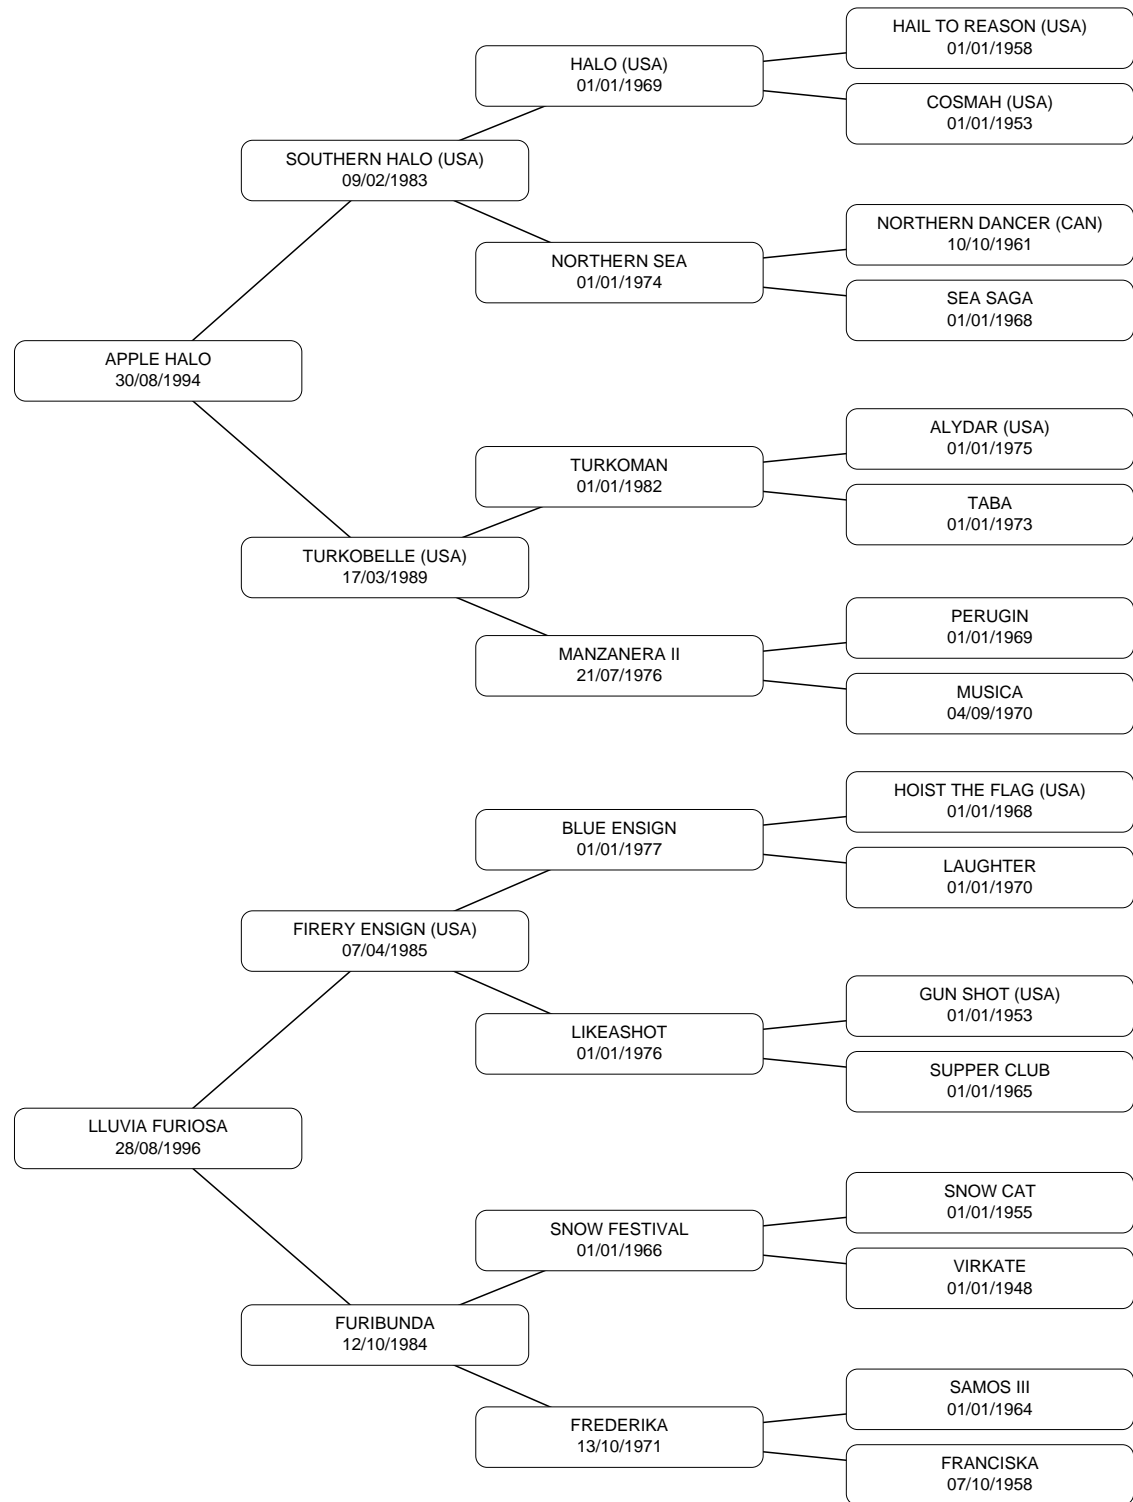 HAIL TO REASON (USA)
01/01/1958
HALO (USA)
01/01/1969
COSMAH (USA)
01/01/1953
SOUTHERN HALO (USA)
09/02/1983
NORTHERN DANCER (CAN)
10/10/1961
NORTHERN SEA
01/01/1974
SEA SAGA
01/01/1968
APPLE HALO
30/08/1994
ALYDAR (USA)
01/01/1975
TURKOMAN
01/01/1982
TABA
01/01/1973
TURKOBELLE (USA)
17/03/1989
PERUGIN
01/01/1969
MANZANERA II
21/07/1976
MUSICA
04/09/1970
HOIST THE FLAG (USA)
01/01/1968
BLUE ENSIGN
01/01/1977
LAUGHTER
01/01/1970
FIRERY ENSIGN (USA)
07/04/1985
GUN SHOT (USA)
01/01/1953
LIKEASHOT
01/01/1976
SUPPER CLUB
01/01/1965
LLUVIA FURIOSA
28/08/1996
SNOW CAT
01/01/1955
SNOW FESTIVAL
01/01/1966
VIRKATE
01/01/1948
FURIBUNDA
12/10/1984
SAMOS III
01/01/1964
FREDERIKA
13/10/1971
FRANCISKA
07/10/1958